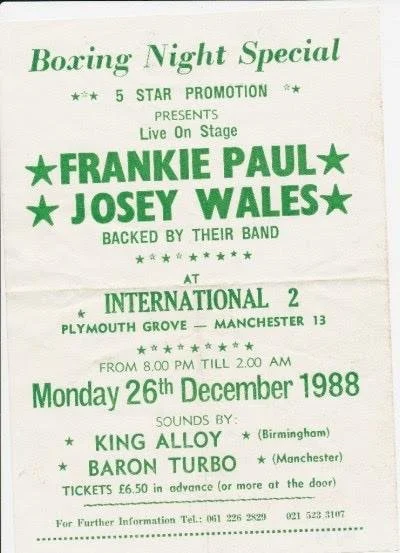 Boxing Night Special
5 STAR PROMOTION
PRESENTS
Live On Stage
FRANKIE PAUL
JOSEY WALES
BACKED BY THEIR BAND
AT
INTERNATIONAL 2
PLYMOUTH GROVE — MANCHESTER 13
FROM 8.00 PM TILL 2.00 AM
Monday 26th December 1988
SOUNDS BY:
KING ALLOY (Birmingham)
BARON TURBO (Manchester)
TICKETS £6.50 in advance (or more at the door)
For Further Information Tel.: 061 226 2829 021 523 3107